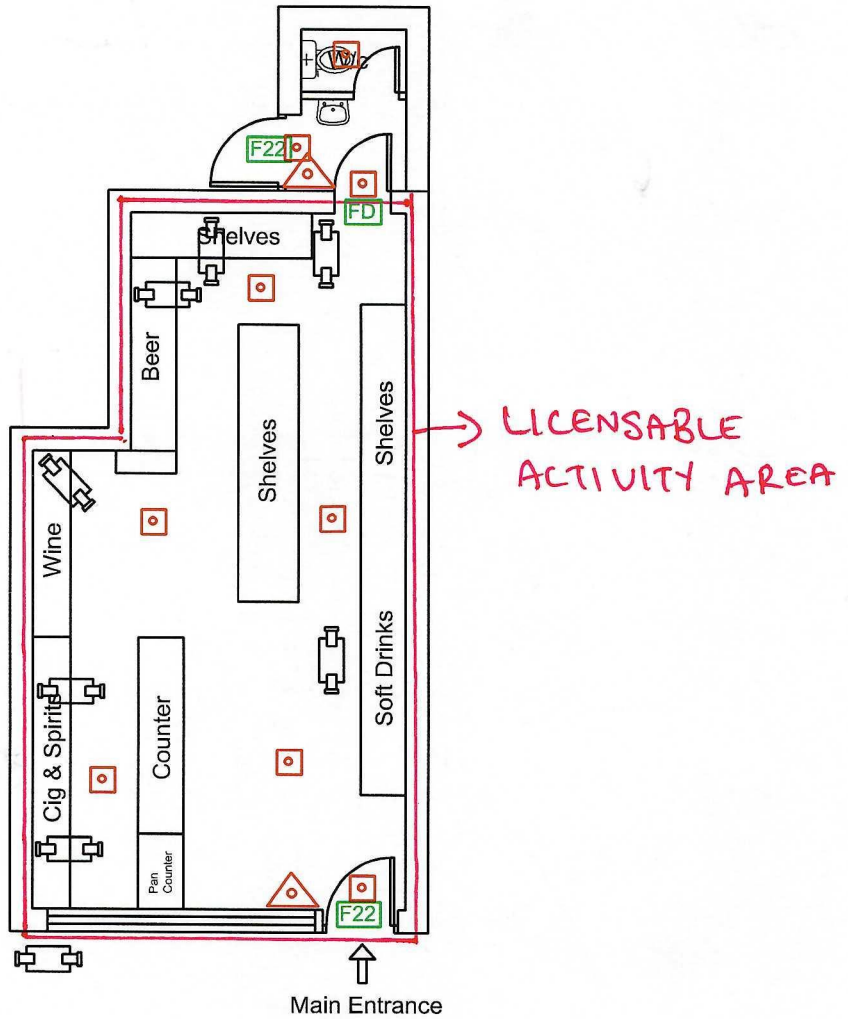 W/C
F22
FD
Shelves
Beer
Shelves
Shelves
LICENSABLE
ACTIVITY AREA
Wine
Soft Drinks
Cig & Spirits
Counter
Pan
Counter
F22
Main Entrance